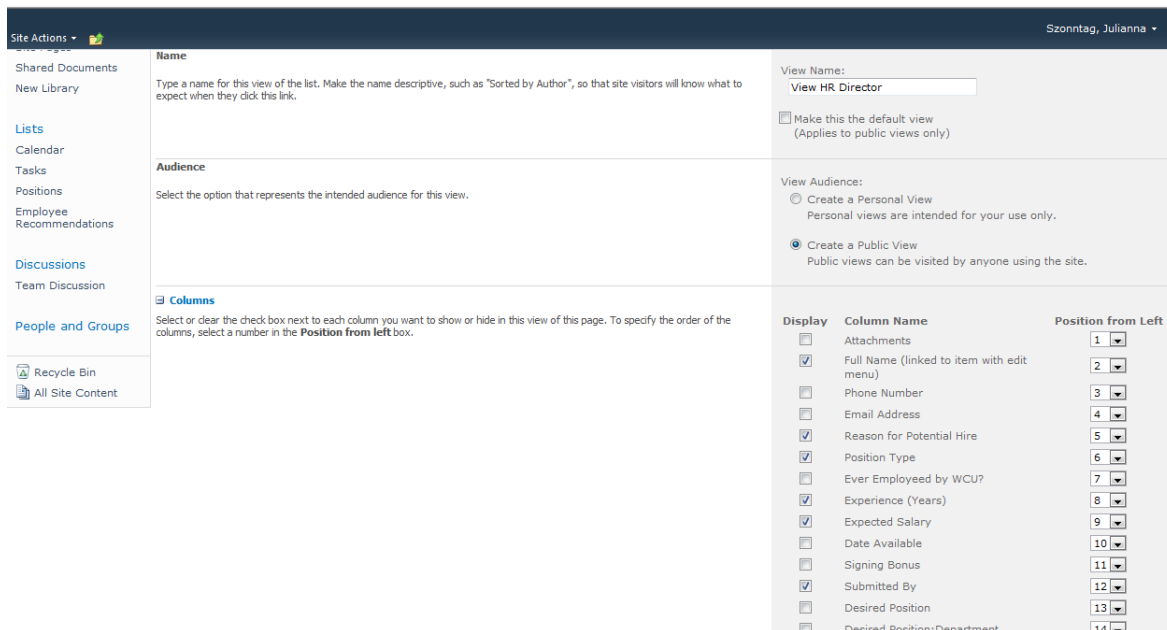 Szonntag, Julianna
Site Actions
Site Pages
Shared Documents
New Library
Lists
Calendar
Tasks
Positions
Employee
Recommendations
Discussions
Team Discussion
People and Groups
Recycle Bin
All Site Content
Name
Type a name for this view of the list. Make the name descriptive, such as "Sorted by Author", so that site visitors will know what to
expect when they click this link.
View Name:
View HR Director
Make this the default view
(Applies to public views only)
Audience
Select the option that represents the intended audience for this view.
View Audience:
Create a Personal View
Personal views are intended for your use only.
Create a Public View
Public views can be visited by anyone using the site.
Columns
Select or clear the check box next to each column you want to show or hide in this view of this page. To specify the order of the
columns, select a number in the Position from left box.
Display Column Name Position from Left
Attachments 1
Full Name (linked to item with edit
menu) 2
Phone Number 3
Email Address 4
Reason for Potential Hire 5
Position Type 6
Ever Employeed by WCU? 7
Experience (Years) 8
Expected Salary 9
Date Available 10
Signing Bonus 11
Submitted By 12
Desired Position 13
Desired Position:Department 14